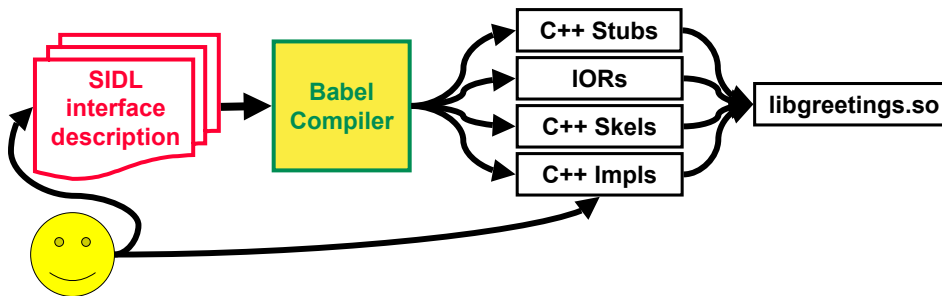 SIDL
interface
description
Babel
Compiler
C++ Stubs
IORs
C++ Skels
C++ Impls
libgreetings.so